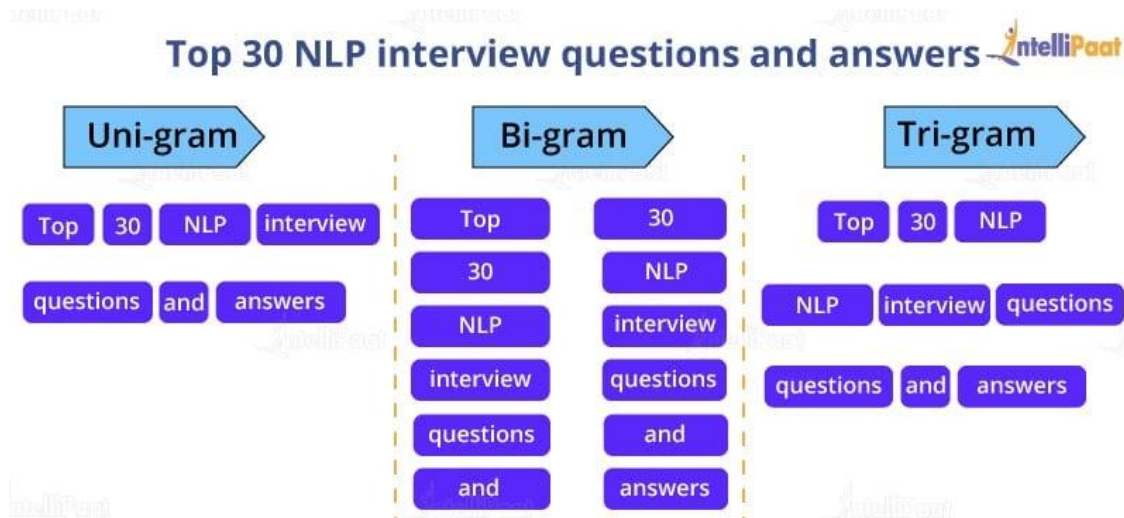 Top 30 NLP interview questions and answers IntelliPaat
Uni-gram
Top 30 NLP interview
questions and answers
Bi-gram
Top 30
30 NLP
NLP interview
interview questions
questions and
and answers
Tri-gram
Top 30 NLP
NLP interview questions
questions and answers